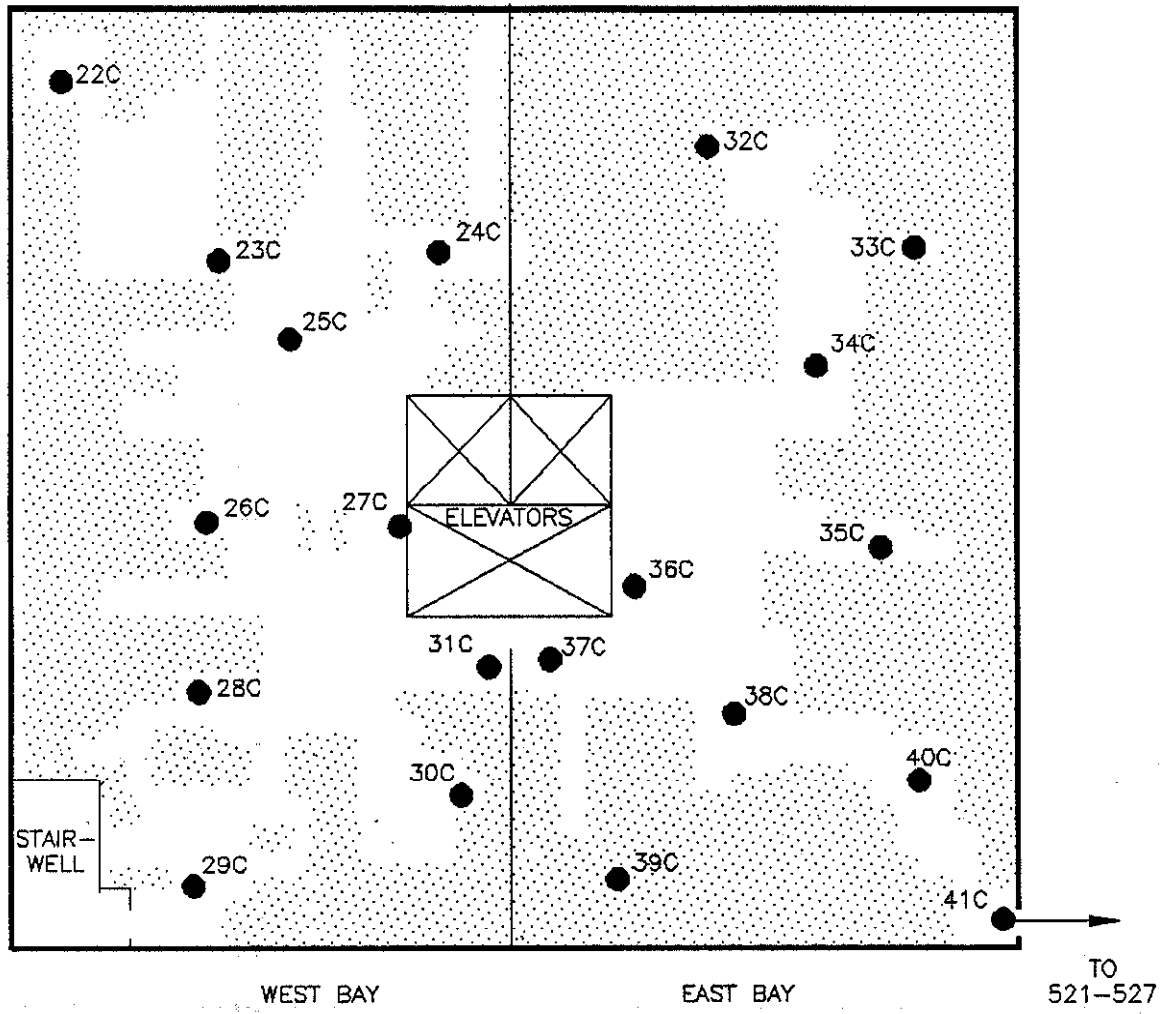 22C
32C
24C
23C
33C
25C
34C
26C
27C
ELEVATORS
35C
36C
31C
37C
28C
38C
30C
40C
STAIR-
WELL
29C
39C
41C
WEST BAY
EAST BAY
TO
521-527